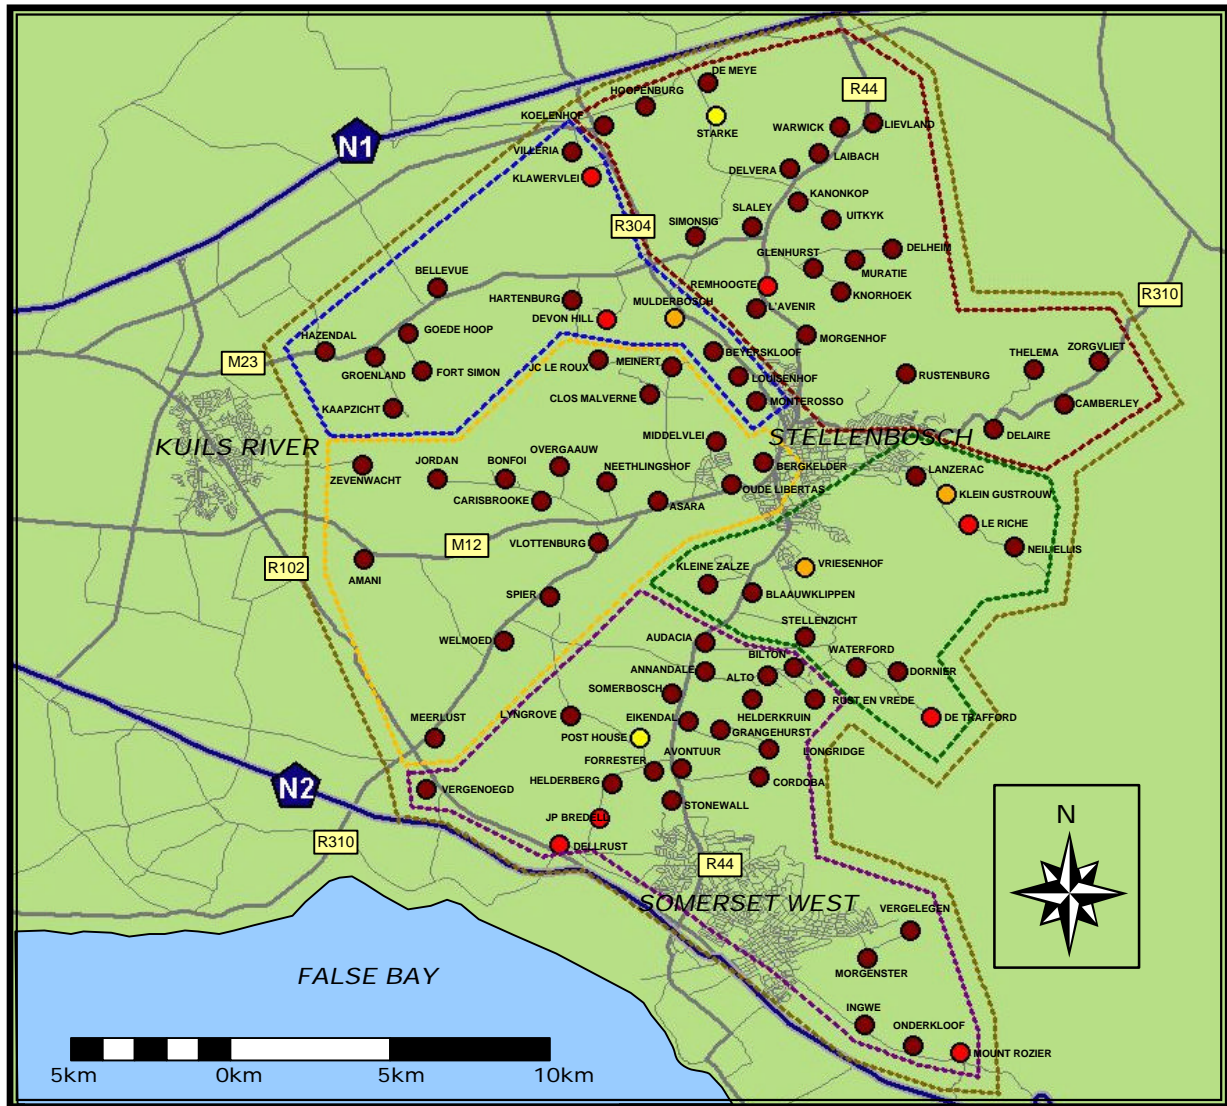 DE MEYE
HOOPENBURG
R44
KOELENHOF
STARKE
WARWICK
LIEVLAND
N1
VILLERIA
LAIBACH
DELVERA
KLAWERVLEI
KANONKOP
R304
SLALEY
UITKYK
SIMONSIG
GLENHURST
DELHEIM
BELLEVUE
MURATIE
REMHOOGTE
KNORHOEK
R310
HARTENBURG
MULDERBOSCH
L'AVENIR
DEVON HILL
GOEDE HOOP
MORGENHOF
HAZENDAL
BEYERSKLOOF
THELEMA
ZORGVLIET
M23
GROENLAND
FORT SIMON
JC LE ROUX
MEINERT
LOUISENHOF
RUSTENBURG
CLOS MALVERNE
MONTEROSSO
CAMBERLEY
KAAPZICHT
KUILS RIVER
MIDDELVLEI
STELLENBOSCH
DELAIRE
OVERGAAUW
BERGKELDER
JORDAN
BONFOI
NEETHLINGSHOF
LANZERAC
ZEVENWACHT
OUDE LIBERTAS
KLEIN GUSTROUW
CARISBROOKE
ASARA
LE RICHE
M12
VLOTTENBURG
NEIL ELLIS
R102
AMANI
KLEINE ZALZE
VRIESENHOF
SPIER
BLAAUWKLIPPEN
STELLENZICHT
WELMOED
AUDACIA
BILTON
WATERFORD
ANNANDALE
ALTO
DORNIER
SOMERBOSCH
RUST EN VREDE
MEERLUST
LYNGROVE
EIKENDAL
HELDERKRUIN
DE TRAFFORD
GRANGEHURST
POST HOUSE
AVONTUUR
LONGRIDGE
FORRESTER
N2
HELDERBERG
CORDOBA
VERGENOEGD
STONEWALL
JP BREDELL
R310
DELLRUST
N
R44
SOMERSET WEST
VERGELEGEN
FALSE BAY
MORGENSTER
INGWE
ONDERKLOOF
MOUNT ROZIER
5km 0km 5km 10km